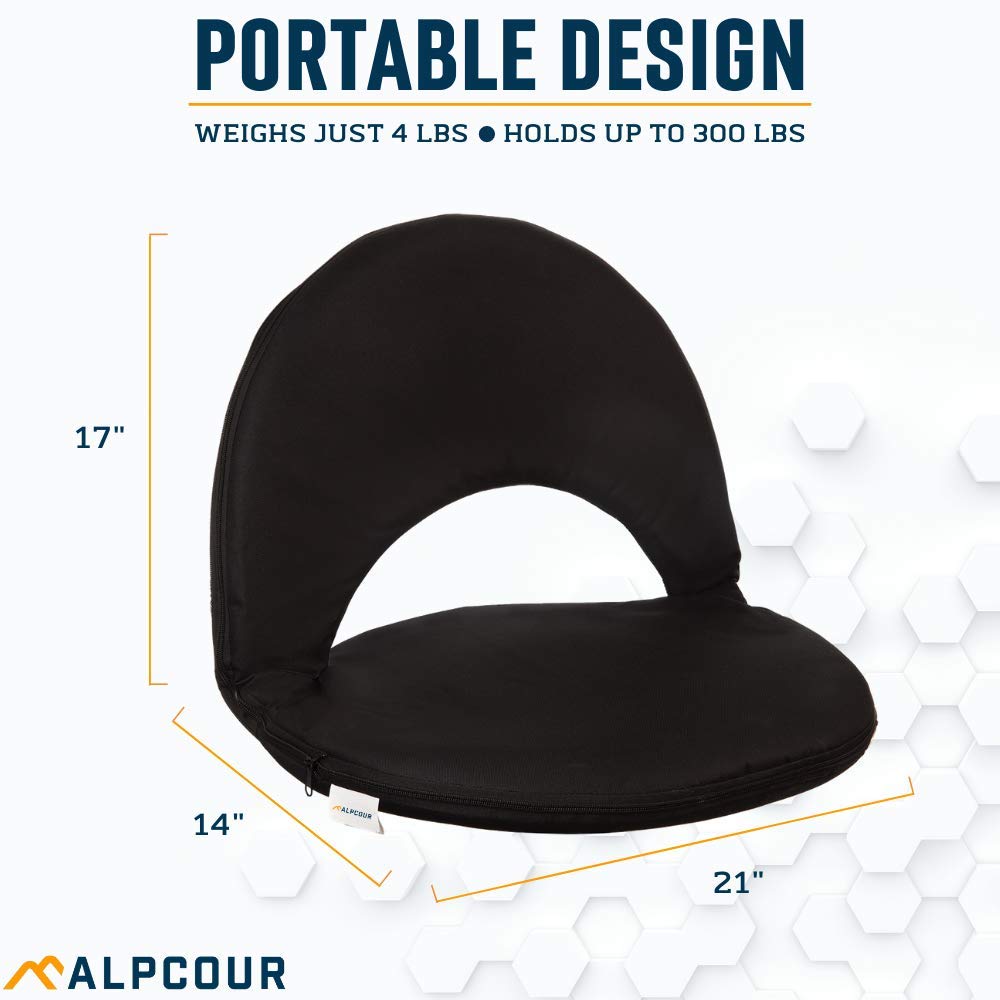 PORTABLE DESIGN
WEIGHS JUST 4 LBS ● HOLDS UP TO 300 LBS
17"
14"
ALPCOUR
21"
ALPCOUR